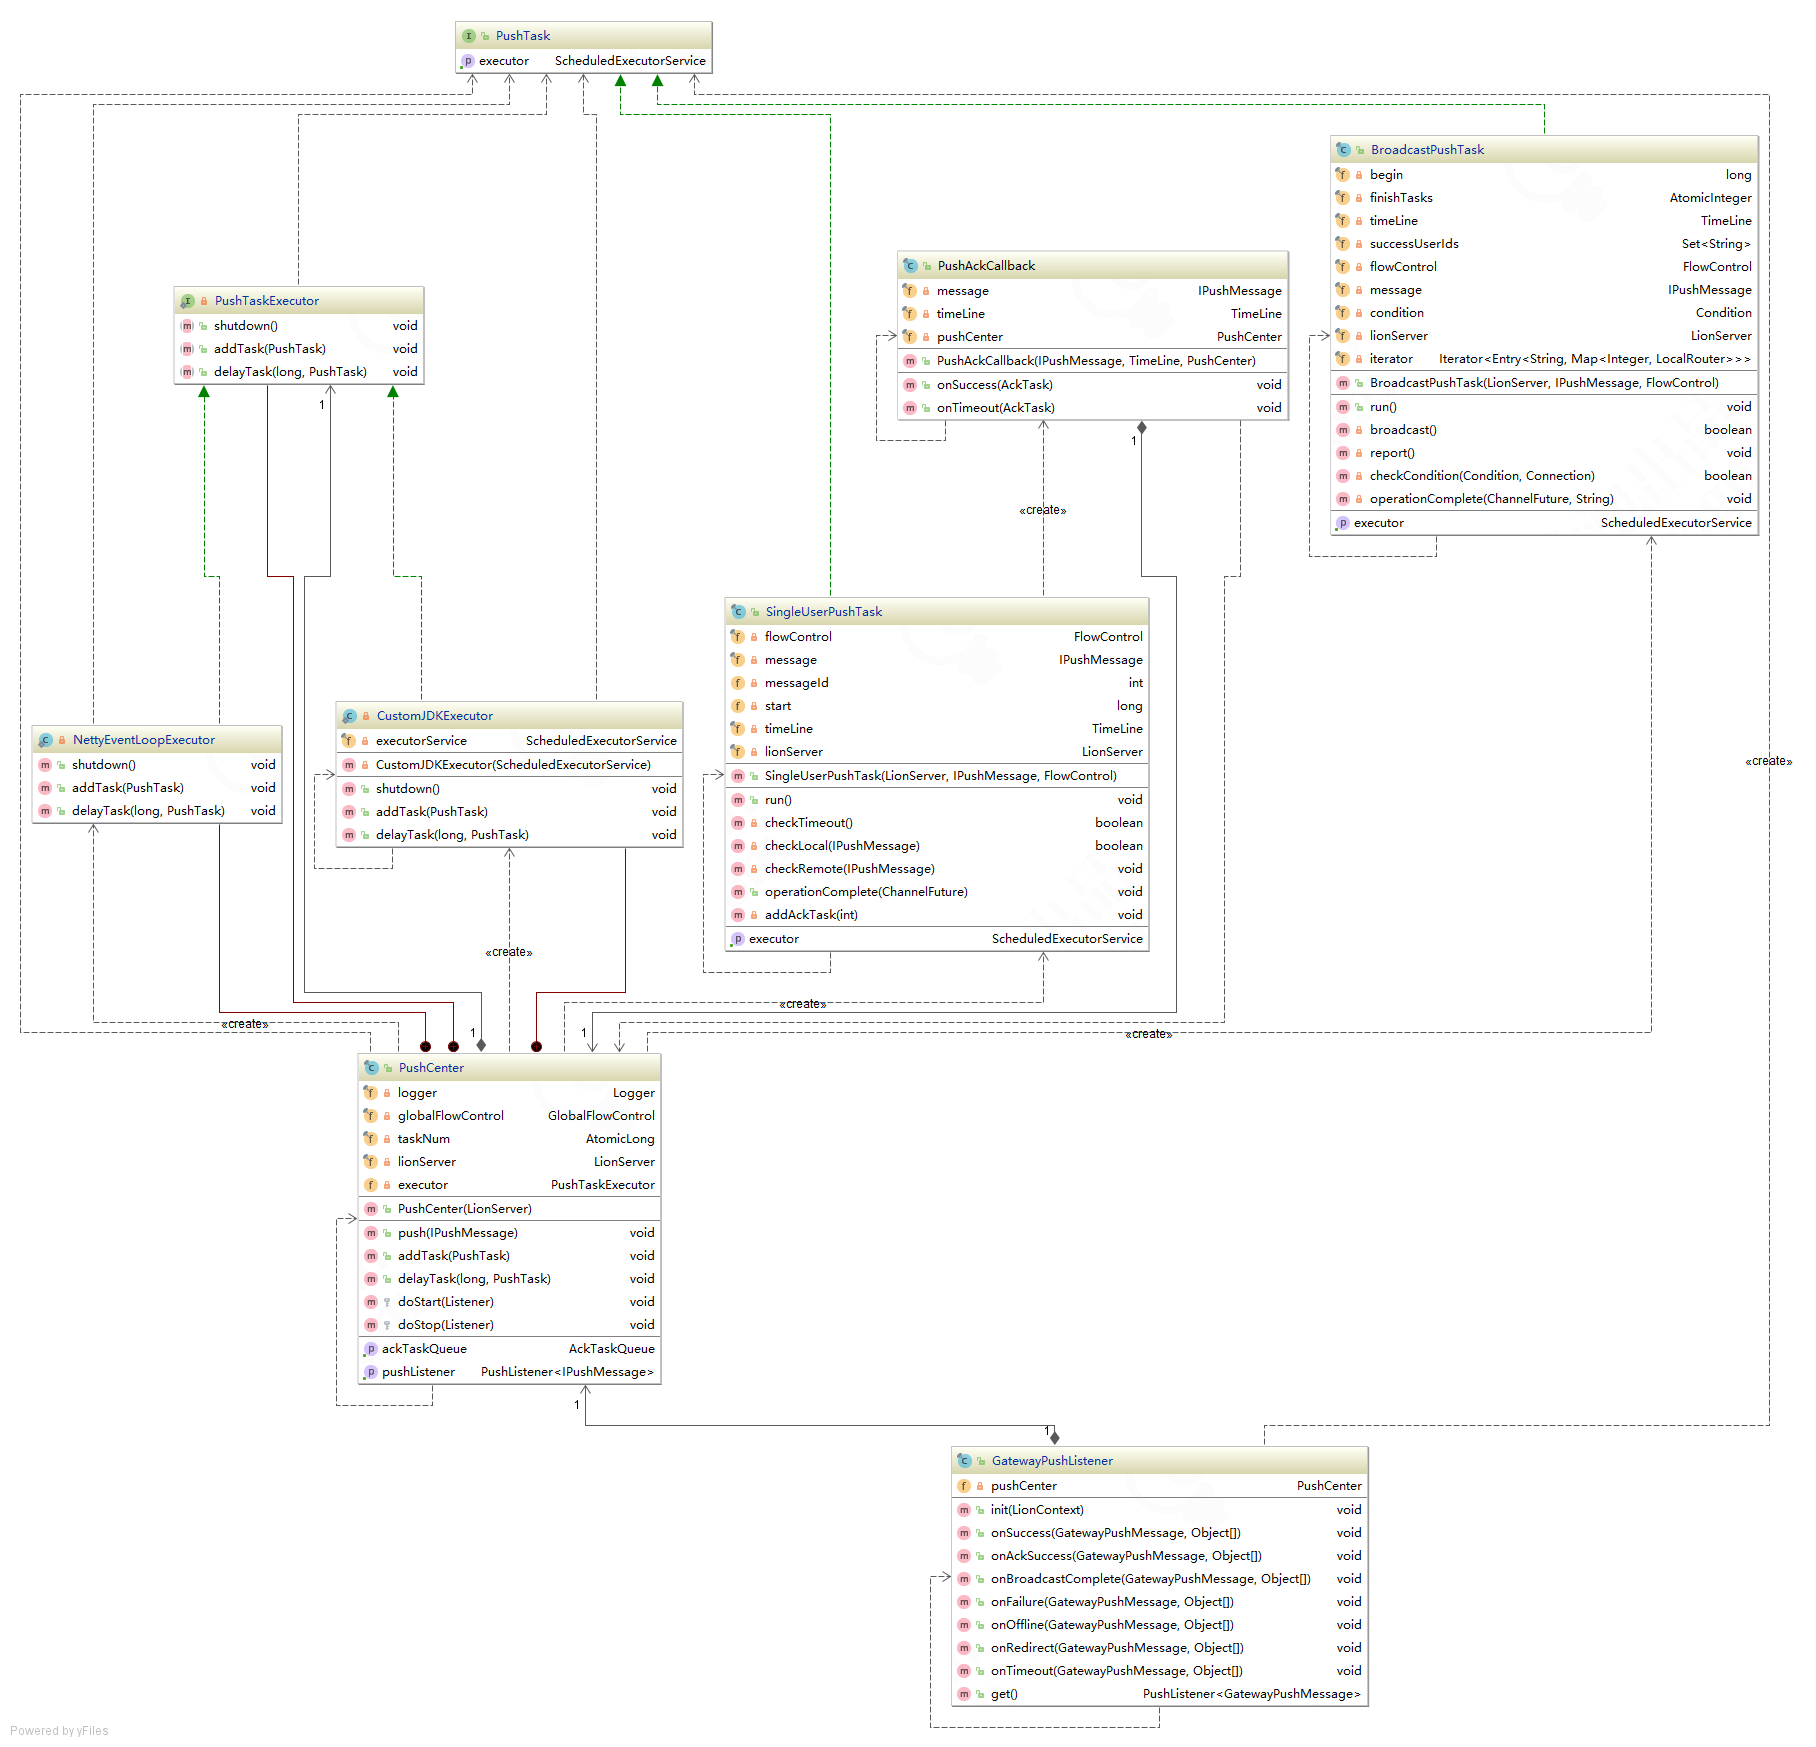 PushTask
executor ScheduledExecutorService
BroadcastPushTask
begin long
finishTasks AtomicInteger
timeLine TimeLine
successUserIds Set<String>
flowControl FlowControl
message IPushMessage
condition Condition
lionServer LionServer
iterator Iterator<Entry<String, Map<Integer, LocalRouter>>>
BroadcastPushTask(LionServer, IPushMessage, FlowControl)
run() void
broadcast() boolean
report() void
checkCondition(Condition, Connection) boolean
operationComplete(ChannelFuture, String) void
executor ScheduledExecutorService
PushAckCallback
message IPushMessage
timeLine TimeLine
pushCenter PushCenter
PushAckCallback(IPushMessage, TimeLine, PushCenter)
onSuccess(AckTask) void
onTimeout(AckTask) void
PushTaskExecutor
shutdown() void
addTask(PushTask) void
delayTask(long, PushTask) void
1
1
«create»
SingleUserPushTask
flowControl FlowControl
message IPushMessage
messageId int
start long
timeLine TimeLine
lionServer LionServer
SingleUserPushTask(LionServer, IPushMessage, FlowControl)
run() void
checkTimeout() boolean
checkLocal(IPushMessage) boolean
checkRemote(IPushMessage) void
operationComplete(ChannelFuture) void
addAckTask(int) void
executor ScheduledExecutorService
CustomJDKExecutor
executorService ScheduledExecutorService
CustomJDKExecutor(ScheduledExecutorService)
shutdown() void
addTask(PushTask) void
delayTask(long, PushTask) void
NettyEventLoopExecutor
shutdown() void
addTask(PushTask) void
delayTask(long, PushTask) void
«create»
«create»
«create»
«create»
«create»
1
1
PushCenter
logger Logger
globalFlowControl GlobalFlowControl
taskNum AtomicLong
lionServer LionServer
executor PushTaskExecutor
PushCenter(LionServer)
push(IPushMessage) void
addTask(PushTask) void
delayTask(long, PushTask) void
doStart(Listener) void
doStop(Listener) void
ackTaskQueue AckTaskQueue
pushListener PushListener<IPushMessage>
1
1
GatewayPushListener
pushCenter PushCenter
init(LionContext) void
onSuccess(GatewayPushMessage, Object[]) void
onAckSuccess(GatewayPushMessage, Object[]) void
onBroadcastComplete(GatewayPushMessage, Object[]) void
onFailure(GatewayPushMessage, Object[]) void
onOffline(GatewayPushMessage, Object[]) void
onRedirect(GatewayPushMessage, Object[]) void
onTimeout(GatewayPushMessage, Object[]) void
get() PushListener<GatewayPushMessage>
Powered by yFiles